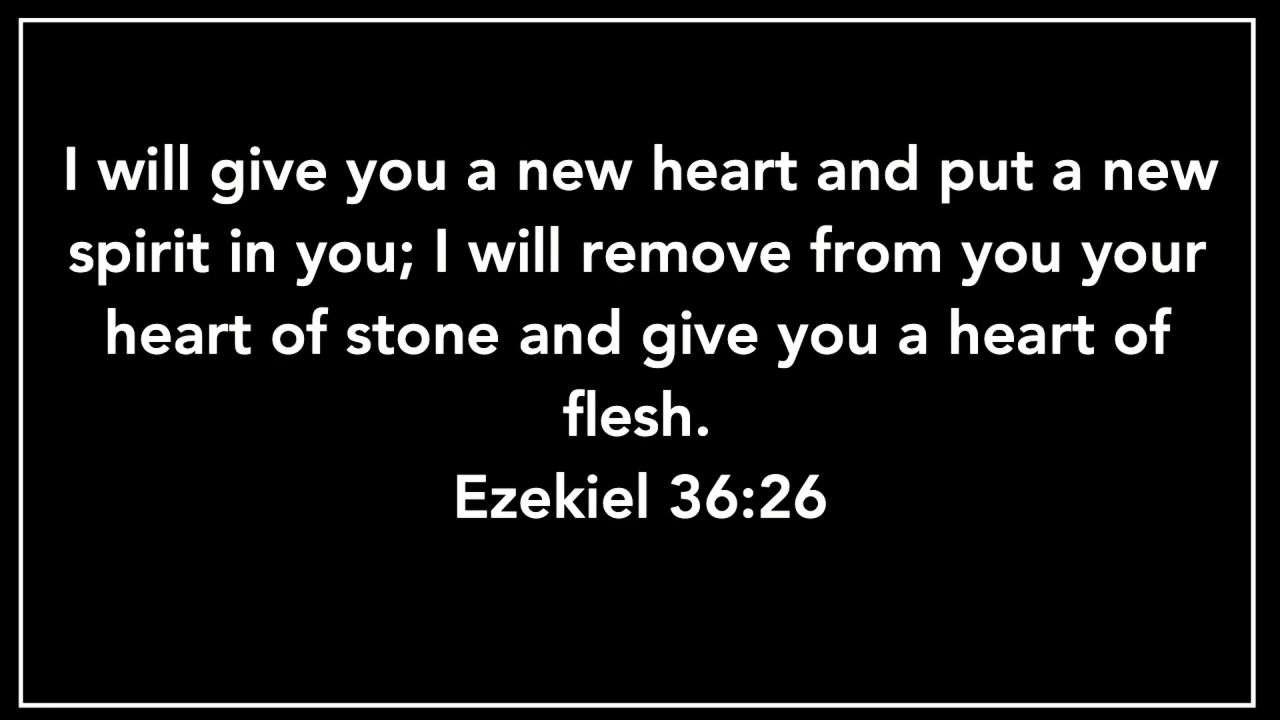 I will give you a new heart and put a new
spirit in you; I will remove from you your
heart of stone and give you a heart of
flesh.
Ezekiel 36:26